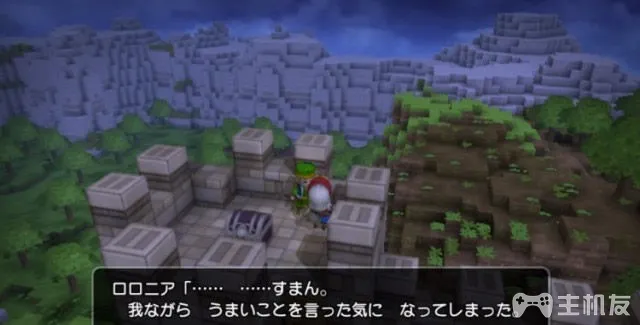 ロロニア「…… ……すまん。
我ながら うまいことを言った気に なってしまった。
主机友